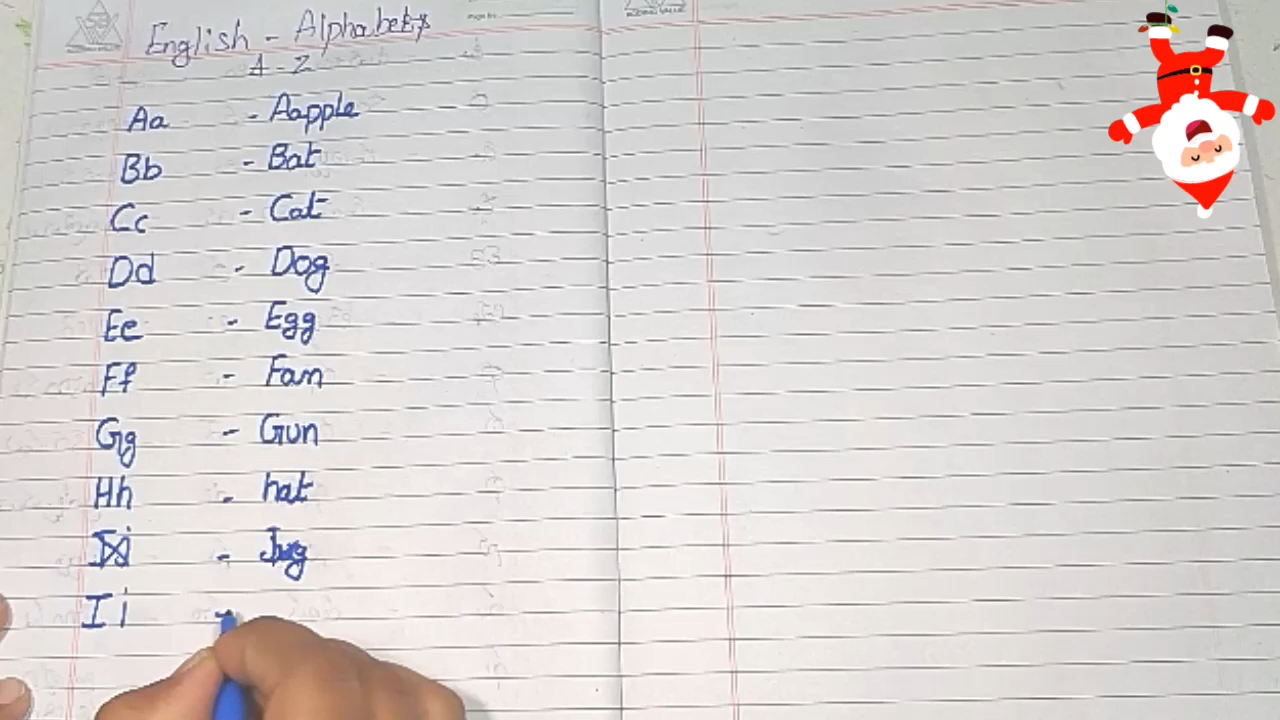 English - Alphabets
A - Z
Aa - Aapple
Bb - Bat
Cc - Cat
Dd - Dog
Ee - Egg
Ff - Fan
Gg - Gun
Hh - hat
- Jug
Ii -